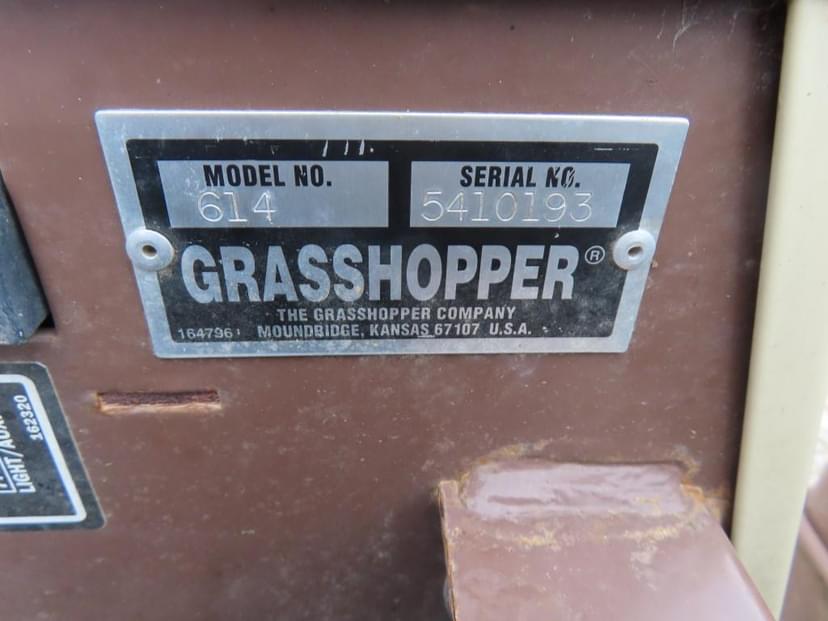 MODEL NO.
614
SERIAL NO.
5410193
GRASSHOPPER®
THE GRASSHOPPER COMPANY
164796 MOUNDRIDGE, KANSAS 67107 U.S.A.
LIGHT/AUX.
162320